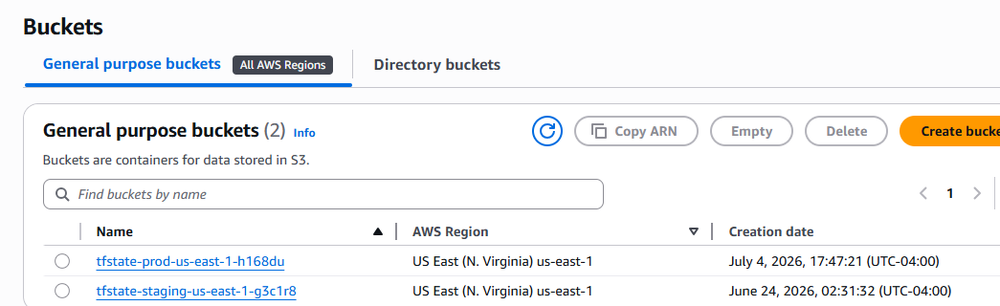 Buckets
General purpose buckets All AWS Regions Directory buckets
General purpose buckets (2) Info Copy ARN Empty Delete Create
Buckets are containers for data stored in S3.
Find buckets by name 1
Name AWS Region Creation date
tfstate-prod-us-east-1-h168du US East (N. Virginia) us-east-1 July 4, 2026, 17:47:21 (UTC-04:00)
tfstate-staging-us-east-1-g3c1r8 US East (N. Virginia) us-east-1 June 24, 2026, 02:31:32 (UTC-04:00)